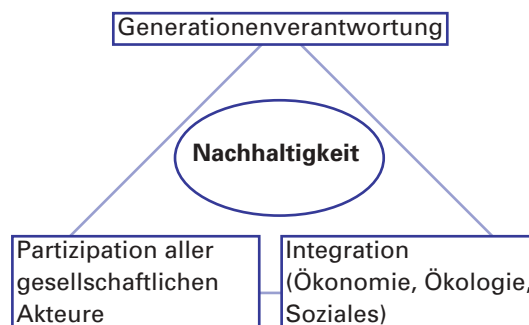 Generationenverantwortung
Nachhaltigkeit
Partizipation aller
gesellschaftlichen
Akteure
Integration
(Ökonomie, Ökologie,
Soziales)